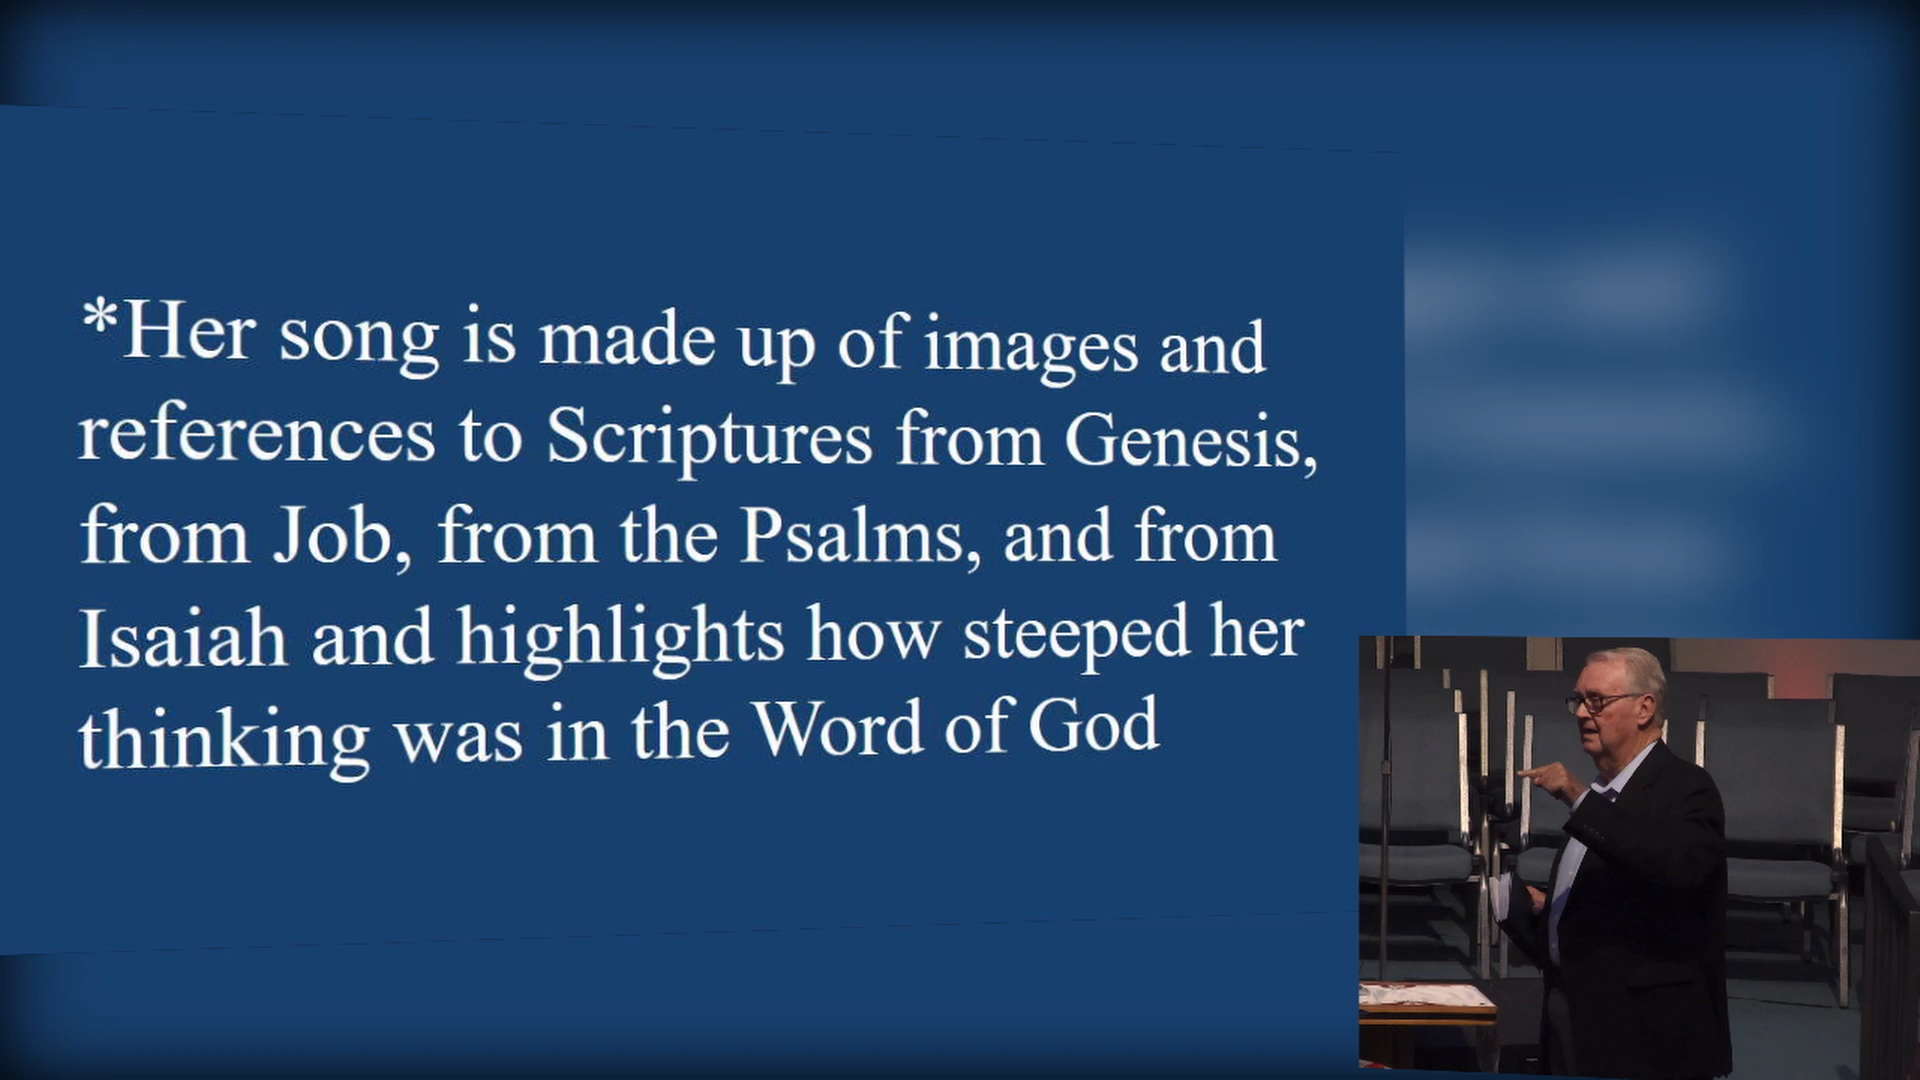 *Her song is made up of images and
references to Scriptures from Genesis,
from Job, from the Psalms, and from
Isaiah and highlights how steeped her
thinking was in the Word of God